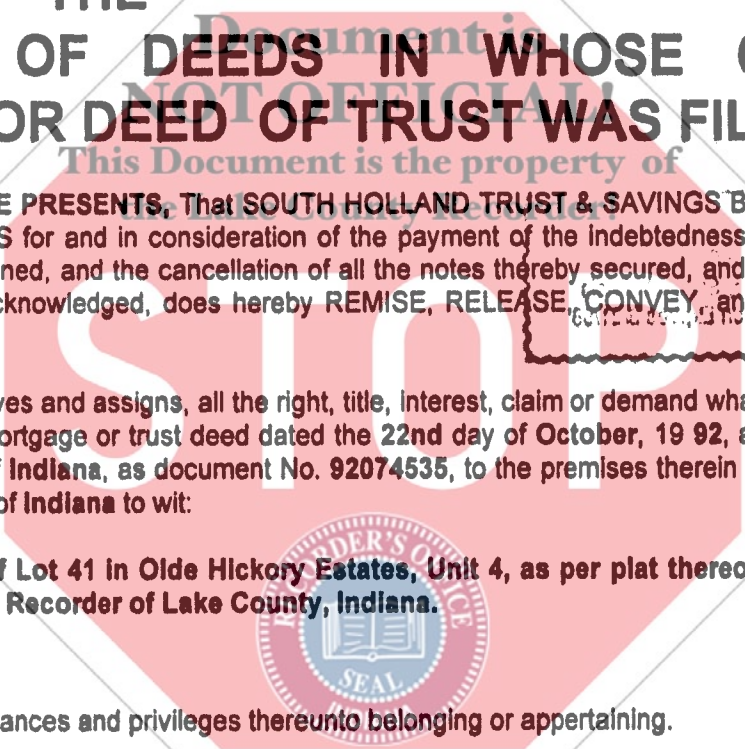 THE
Document is
OF DEEDS IN WHOSE
NOT OFFICIAL!
OR DEED OF TRUST WAS FIL
This Document is the property of
the Lake County Recorder!
E PRESENTS, That SOUTH HOLLAND TRUST & SAVINGS B
S for and in consideration of the payment of the indebtedness
ned, and the cancellation of all the notes thereby secured, and
cknowledged, does hereby REMISE, RELEASE, CONVEY, an
STOP
ves and assigns, all the right, title, interest, claim or demand wha
ortgage or trust deed dated the 22nd day of October, 19 92, a
f Indiana, as document No. 92074535, to the premises therein
of Indiana to wit:
f Lot 41 in Olde Hickory Estates, Unit 4, as per plat thereo
Recorder of Lake County, Indiana.
RECORDER'S OFFICE
SEAL
INDIANA
ances and privileges thereunto belonging or appertaining.